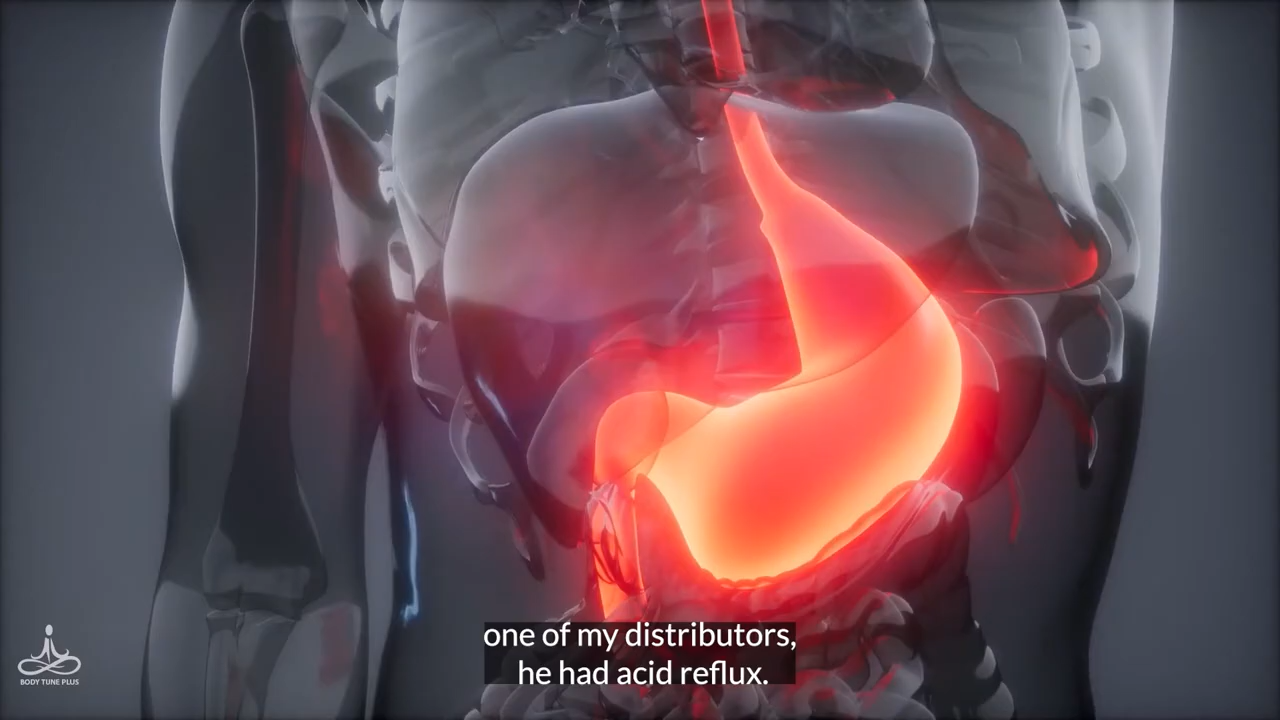 one of my distributors,
he had acid reflux.
BODY TUNE PLUS